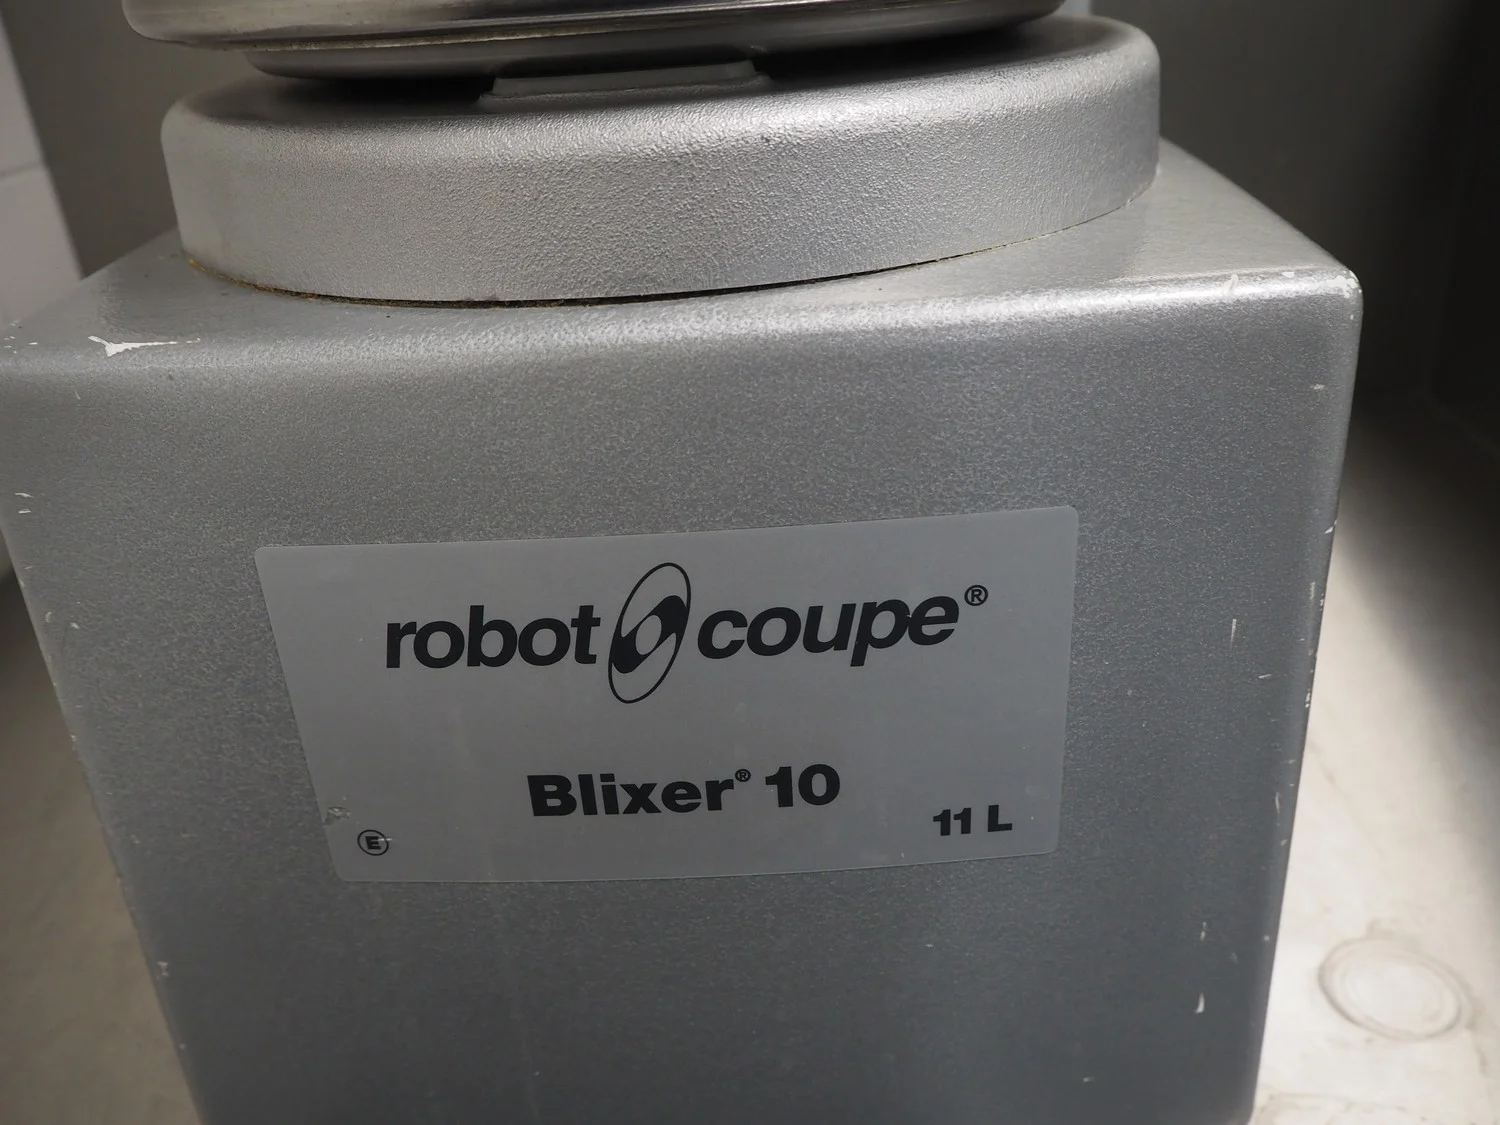 robot coupe®
Blixer® 10
11 L
E